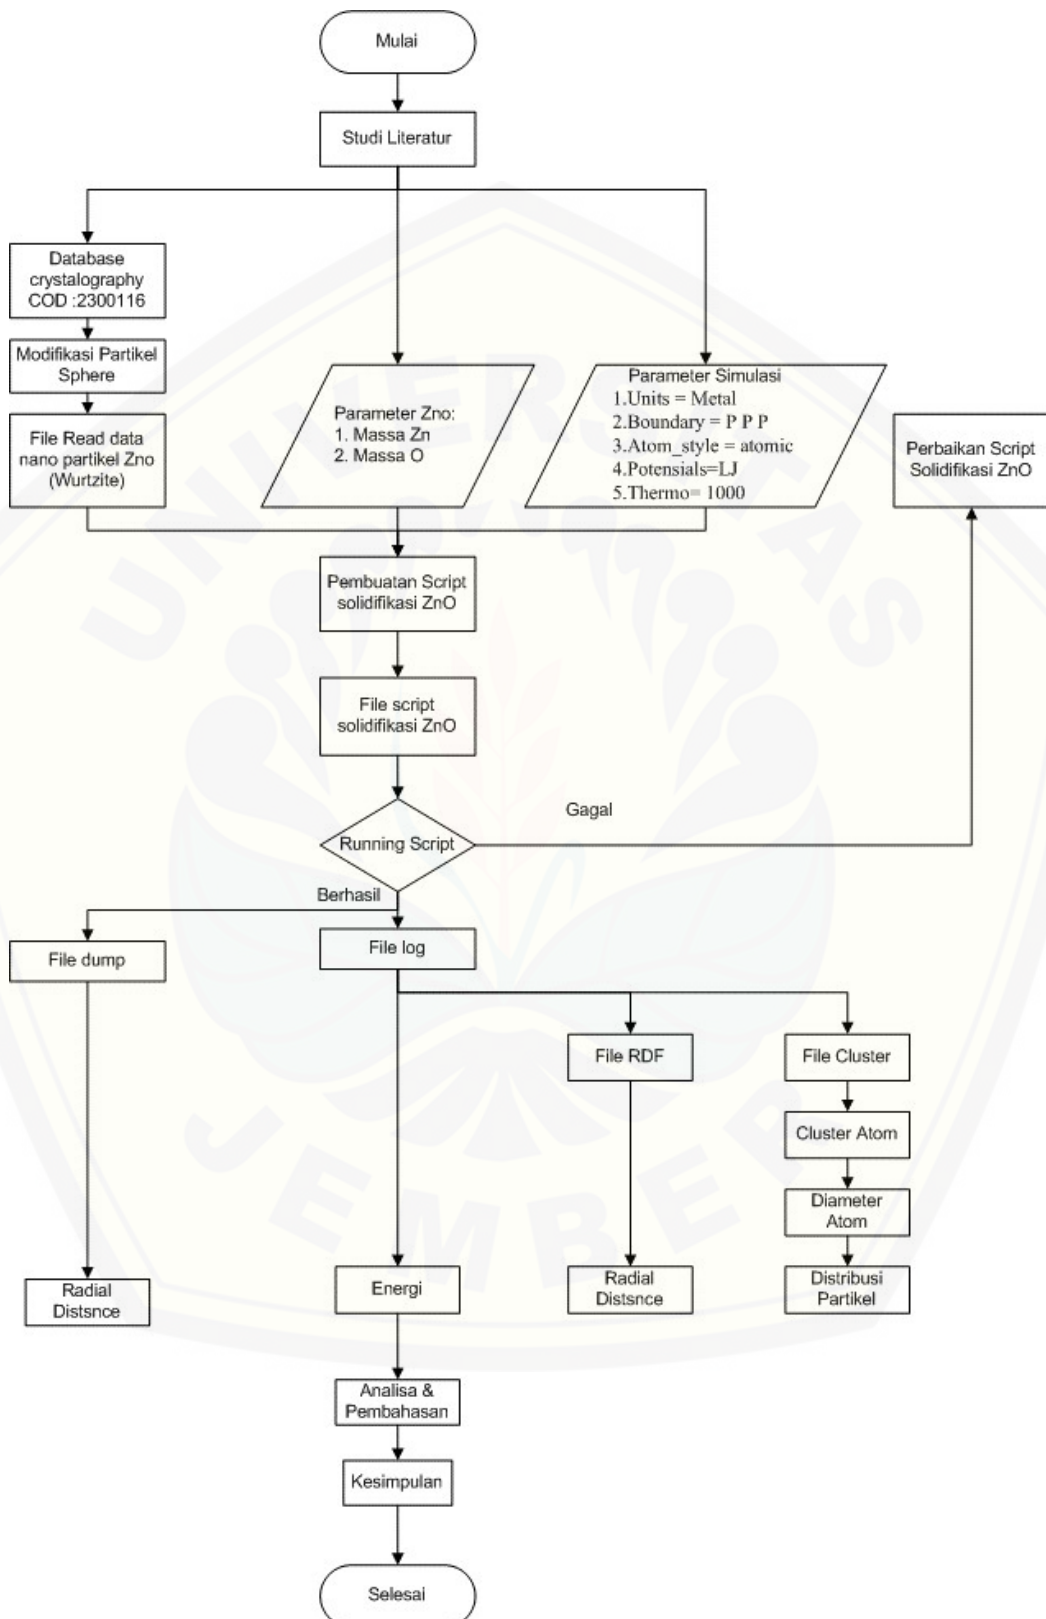 Mulai
Studi Literatur
Database
crystalography
COD :2300116
Modifikasi Partikel
Sphere
File Read data
nano partikel Zno
(Wurtzite)
Parameter Zno:
1. Massa Zn
2. Massa O
Parameter Simulasi
1.Units = Metal
2.Boundary = P P P
3.Atom_style = atomic
4.Potensials=LJ
5.Thermo= 1000
Perbaikan Script
Solidifikasi ZnO
Pembuatan Script
solidifikasi ZnO
File script
solidifikasi ZnO
Running Script
Gagal
Berhasil
File dump
File log
File RDF
File Cluster
Cluster Atom
Diameter
Atom
Radial
Distsnce
Energi
Radial
Distsnce
Distribusi
Partikel
Analisa &
Pembahasan
Kesimpulan
Selesai
UNIVERSITAS
JEMBER